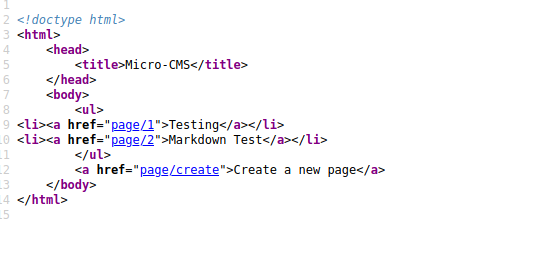 1
2 <!doctype html>
3 <html>
4     <head>
5         <title>Micro-CMS</title>
6     </head>
7     <body>
8         <ul>
9 <li><a href="page/1">Testing</a></li>
10 <li><a href="page/2">Markdown Test</a></li>
11         </ul>
12         <a href="page/create">Create a new page</a>
13     </body>
14 </html>
15